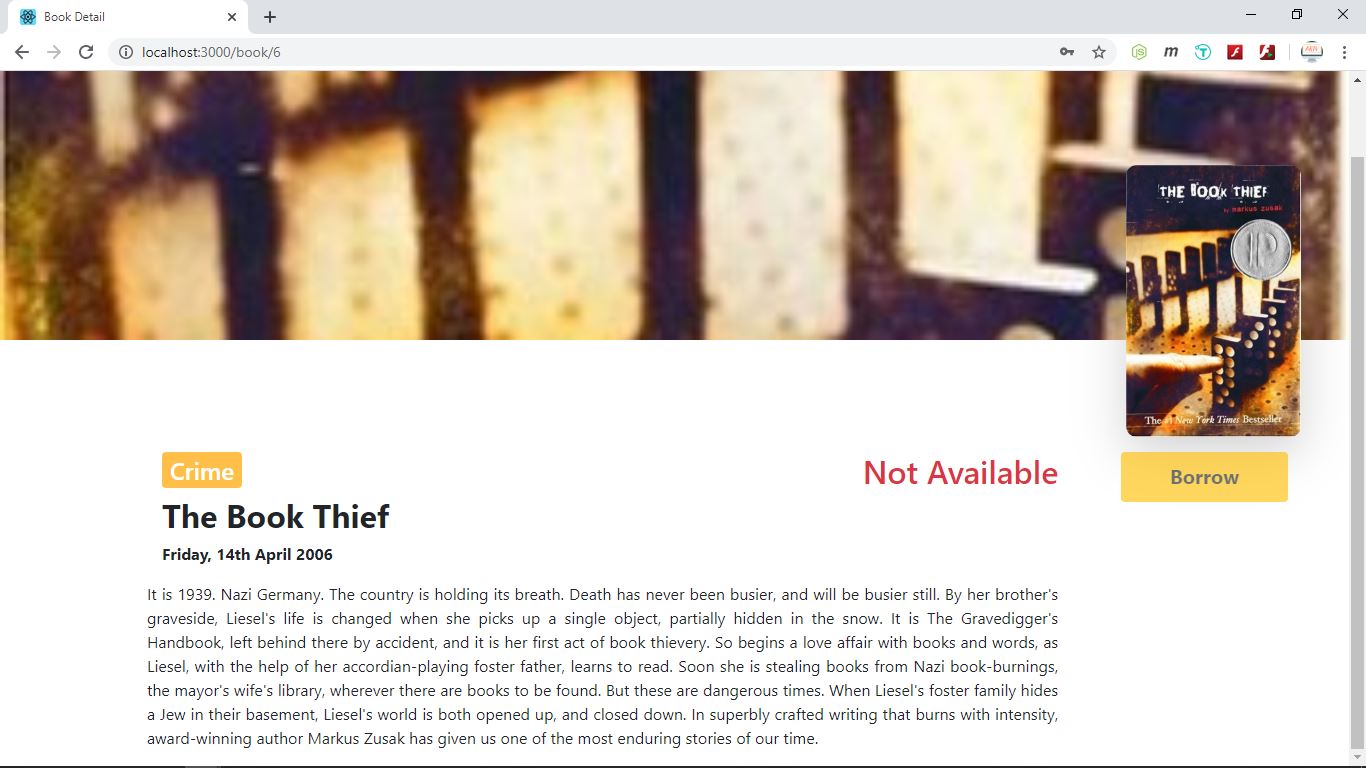 Book Detail
localhost:3000/book/6
THE BOOK THIEF
by markus zusak
The #1 New York Times Bestseller
Crime
Not Available
Borrow
The Book Thief
Friday, 14th April 2006
It is 1939. Nazi Germany. The country is holding its breath. Death has never been busier, and will be busier still. By her brother's
graveside, Liesel's life is changed when she picks up a single object, partially hidden in the snow. It is The Gravedigger's
Handbook, left behind there by accident, and it is her first act of book thievery. So begins a love affair with books and words, as
Liesel, with the help of her accordian-playing foster father, learns to read. Soon she is stealing books from Nazi book-burnings,
the mayor's wife's library, wherever there are books to be found. But these are dangerous times. When Liesel's foster family hides
a Jew in their basement, Liesel's world is both opened up, and closed down. In superbly crafted writing that burns with intensity,
award-winning author Markus Zusak has given us one of the most enduring stories of our time.